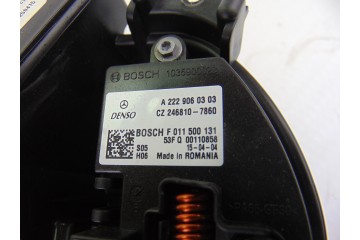 BOSCH
A 222 906 03 03
DENSO CZ 246810-7860
BOSCH F 011 500 131
53F Q 00110858
S05 15-04-04
H06 Made in ROMANIA